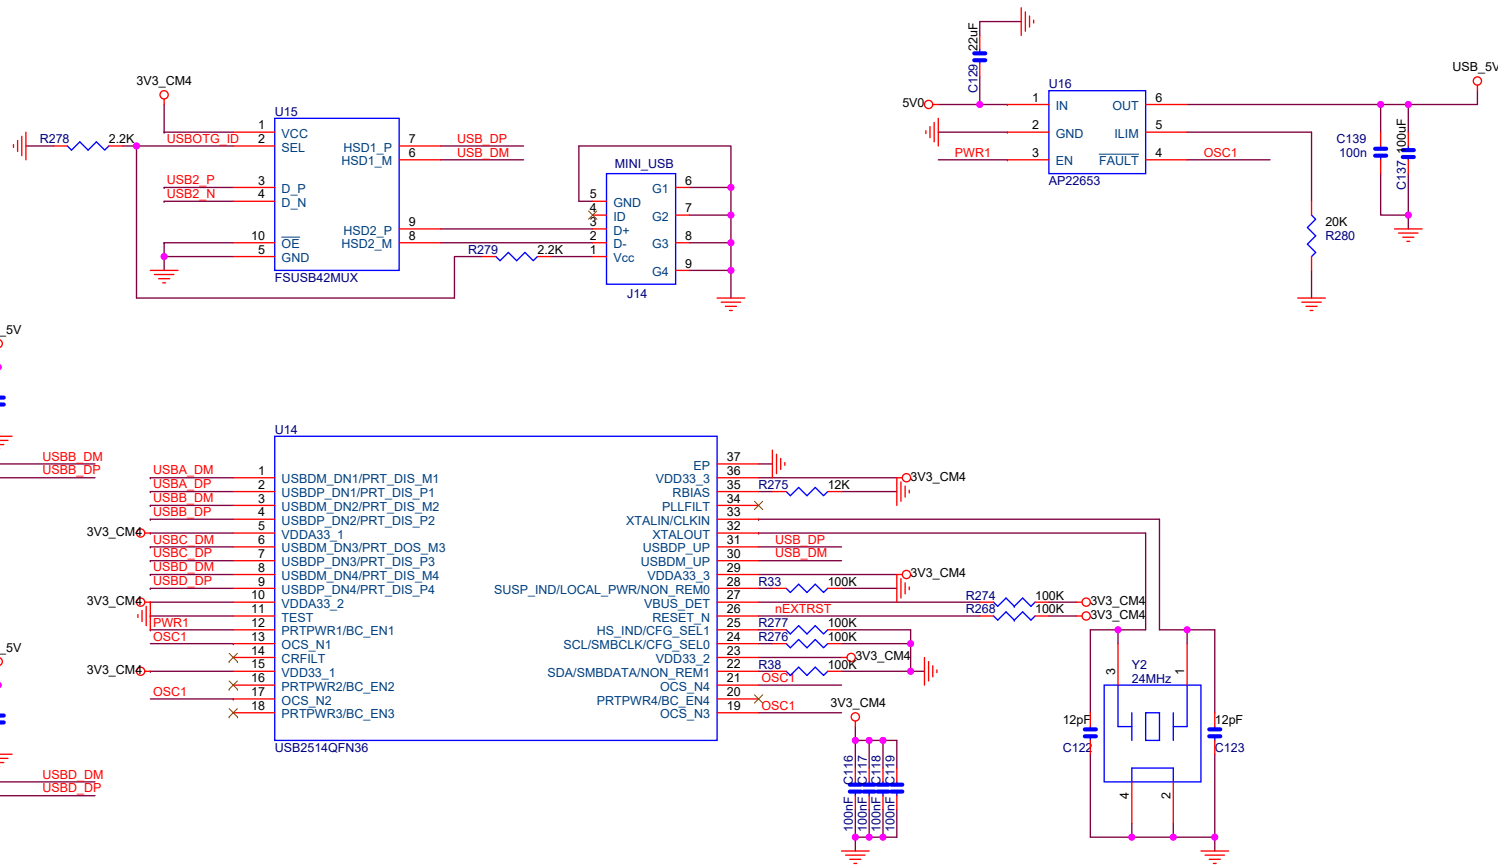 3V3_CM4
U15
R278 2.2K USBOTG_ID
1 VCC
2 SEL
HSD1_P 7 USB_DP
HSD1_M 6 USB_DM
USB2_P 3 D_P
USB2_N 4 D_N
HSD2_P 9
HSD2_M 8
10 OE
5 GND
FSUSB42MUX
R279 2.2K
MINI_USB
5 GND
4 ID
3 D+
2 D-
1 Vcc
G1 6
G2 7
G3 8
G4 9
J14
22uF
C129
U16
5V0
1 IN
2 GND
PWR1 3 EN
OUT 6
ILIM 5
FAULT 4 OSC1
AP22653
USB_5V
C139
100n
100uF
C137
20K
R280
_5V
USBB_DM
USBB_DP
_5V
USBD_DM
USBD_DP
U14
USBA_DM 1 USBDM_DN1/PRT_DIS_M1
USBA_DP 2 USBDP_DN1/PRT_DIS_P1
USBB_DM 3 USBDM_DN2/PRT_DIS_M2
USBB_DP 4 USBDP_DN2/PRT_DIS_P2
3V3_CM4 5 VDDA33_1
USBC_DM 6 USBDM_DN3/PRT_DOS_M3
USBC_DP 7 USBDP_DN3/PRT_DIS_P3
USBD_DM 8 USBDM_DN4/PRT_DIS_M4
USBD_DP 9 USBDP_DN4/PRT_DIS_P4
3V3_CM4 10 VDDA33_2
11 TEST
PWR1 12 PRTPWR1/BC_EN1
OSC1 13 OCS_N1
14 CRFILT
3V3_CM4 15 VDD33_1
16 PRTPWR2/BC_EN2
OSC1 17 OCS_N2
18 PRTPWR3/BC_EN3
EP 37
VDD33_3 36 3V3_CM4
RBIAS 35 R275 12K
PLLFILT 34
XTALIN/CLKIN 33
XTALOUT 32
USBDP_UP 31 USB_DP
USBDM_UP 30 USB_DM
VDDA33_3 29 3V3_CM4
SUSP_IND/LOCAL_PWR/NON_REM0 28 R33 100K
VBUS_DET 27 R274 100K 3V3_CM4
RESET_N 26 nEXTRST R268 100K 3V3_CM4
HS_IND/CFG_SEL1 25 R277 100K
SCL/SMBCLK/CFG_SEL0 24 R276 100K
VDD33_2 23 3V3_CM4
SDA/SMBDATA/NON_REM1 22 R38 100K
OCS_N4 21 OSC1
PRTPWR4/BC_EN4 20
OCS_N3 19 OSC1
USB2514QFN36
3V3_CM4
C116 C117 C118 C119
100nF 100nF 100nF 100nF
3 Y2 1
24MHz
12pF
C122
12pF
C123
4 2